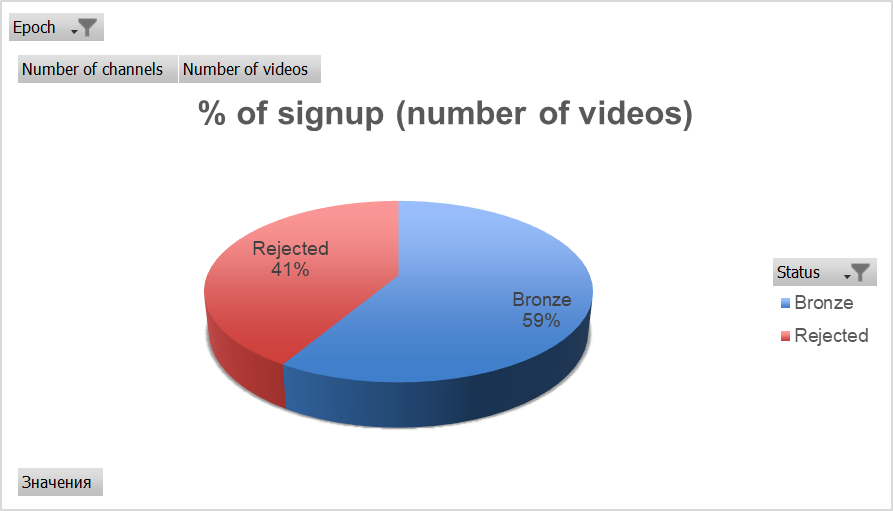 Epoch
Number of channels Number of videos
% of signup (number of videos)
Rejected
41%
Bronze
59%
Status
Bronze
Rejected
Значения